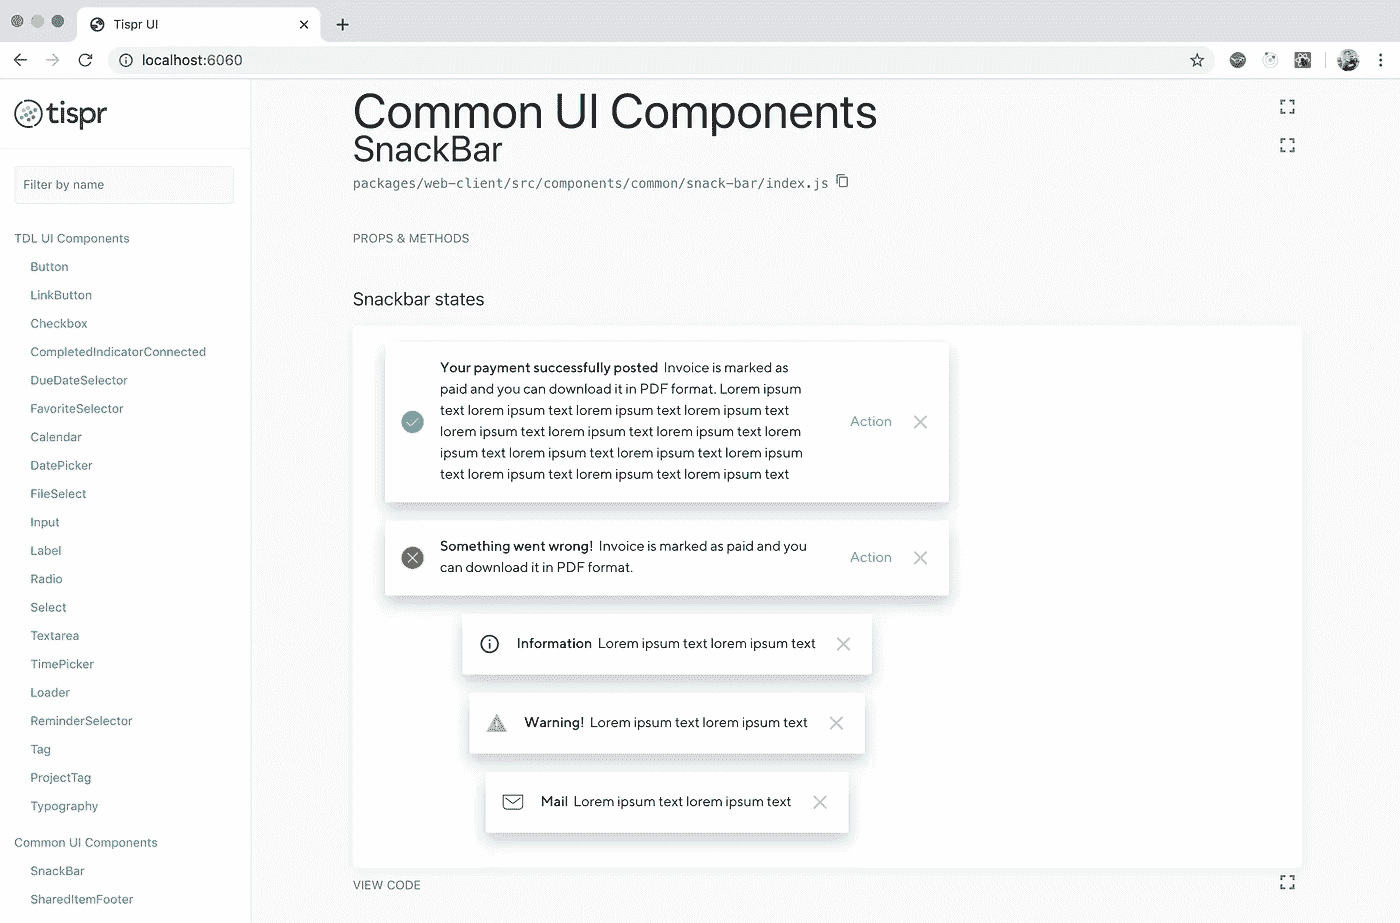 Tispr UI
localhost:6060
tispr
Filter by name
TDL UI Components
Button
LinkButton
Checkbox
CompletedIndicatorConnected
DueDateSelector
FavoriteSelector
Calendar
DatePicker
FileSelect
Input
Label
Radio
Select
Textarea
TimePicker
Loader
ReminderSelector
Tag
ProjectTag
Typography
Common UI Components
SnackBar
SharedItemFooter
Common UI Components
SnackBar
packages/web-client/src/components/common/snack-bar/index.js
PROPS & METHODS
Snackbar states
Your payment successfully posted Invoice is marked as
paid and you can download it in PDF format. Lorem ipsum
text lorem ipsum text lorem ipsum text lorem ipsum text
lorem ipsum text lorem ipsum text lorem ipsum text lorem
ipsum text lorem ipsum text lorem ipsum text lorem ipsum
text lorem ipsum text lorem ipsum text lorem ipsum text
Action
Something went wrong! Invoice is marked as paid and you
can download it in PDF format.
Action
Information Lorem ipsum text lorem ipsum text
Warning! Lorem ipsum text lorem ipsum text
Mail Lorem ipsum text lorem ipsum text
VIEW CODE